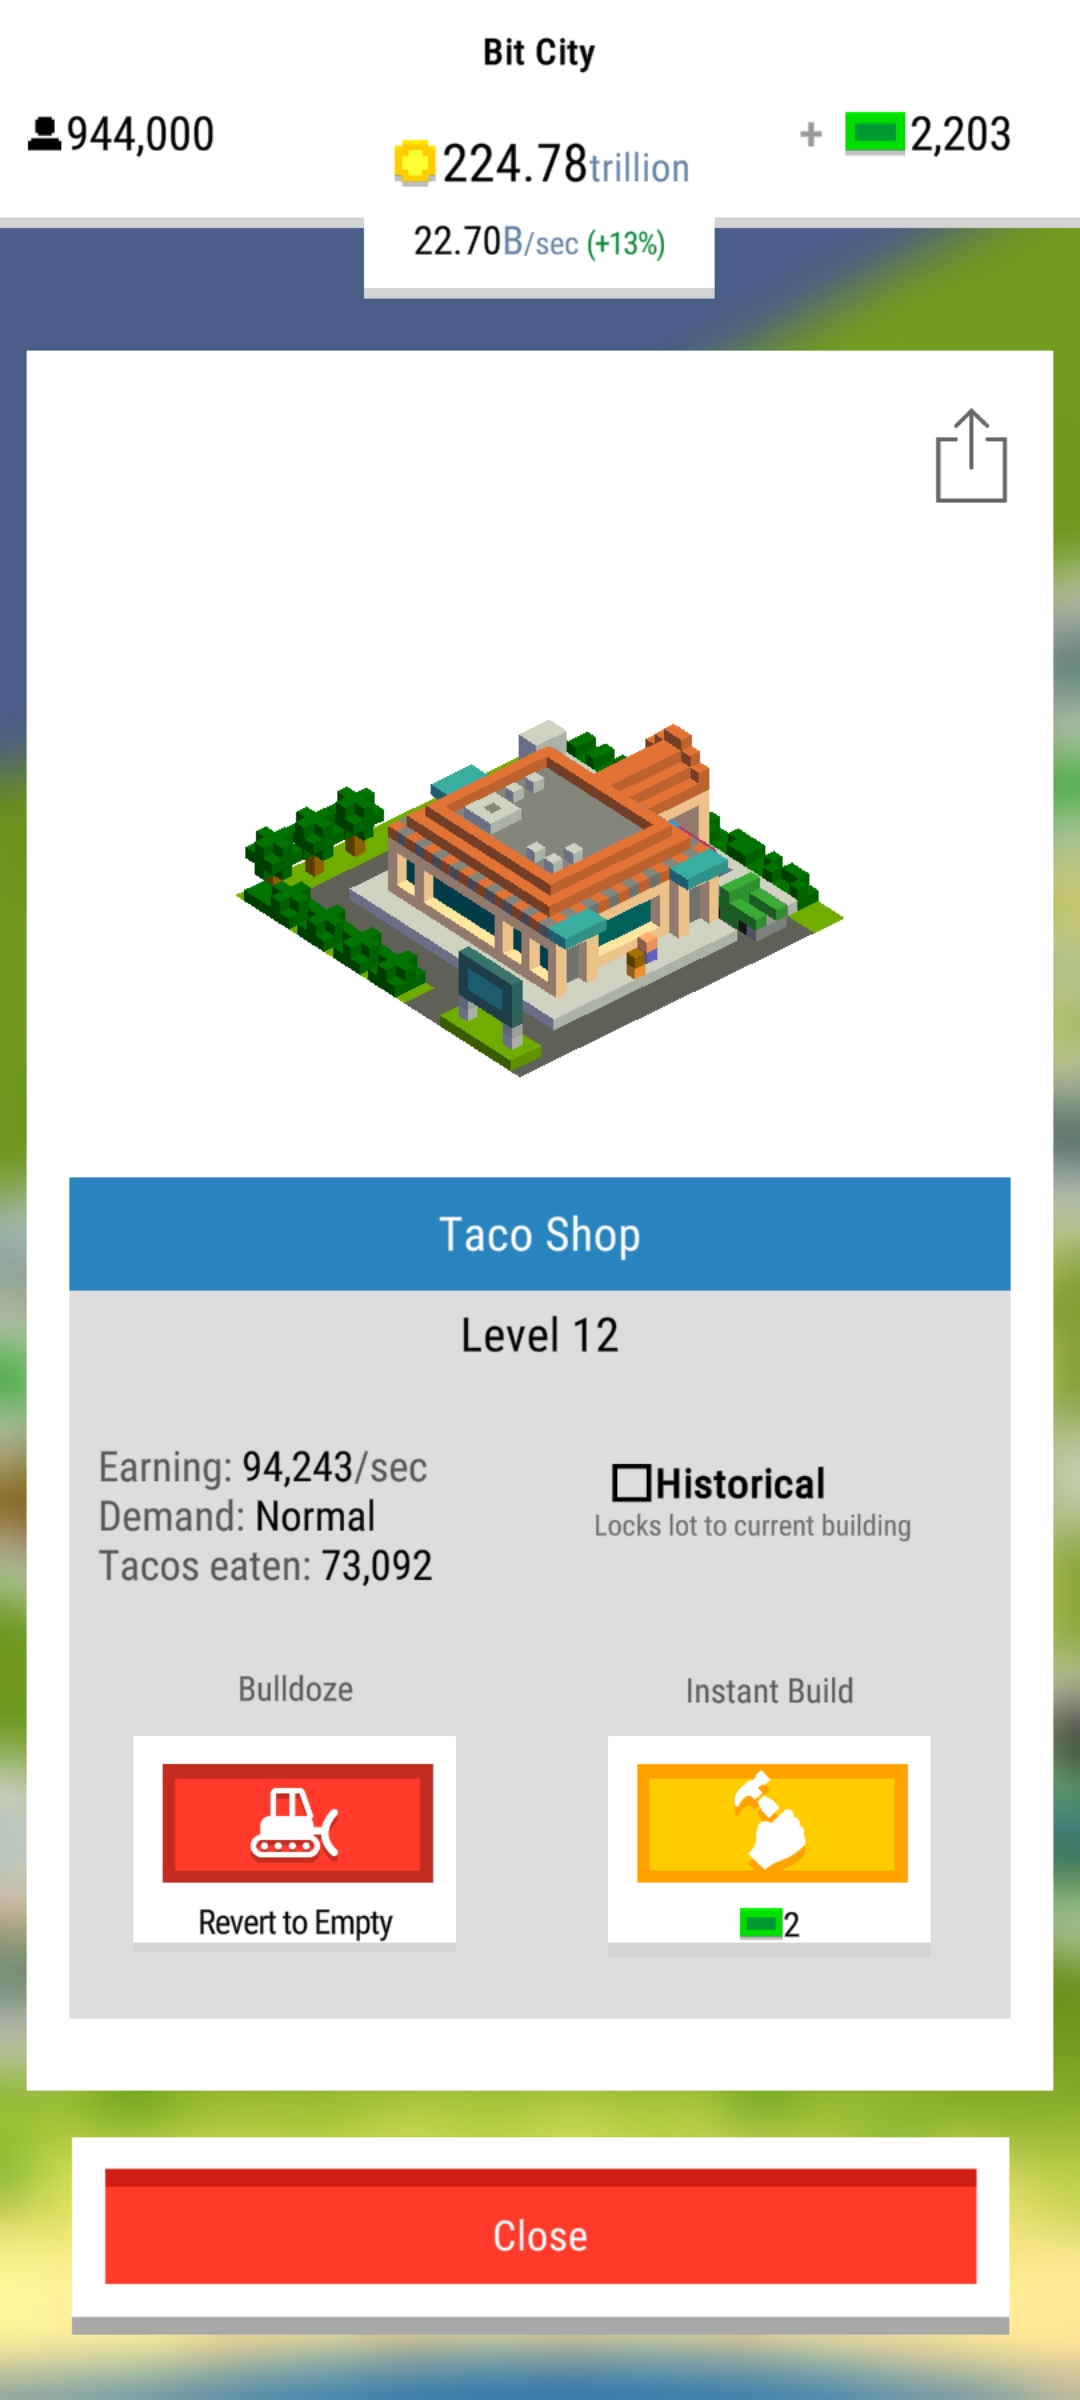 Bit City
944,000
224.78trillion
+ 2,203
22.70B/sec (+13%)
Taco Shop
Level 12
Earning: 94,243/sec
Demand: Normal
Tacos eaten: 73,092
Historical
Locks lot to current building
Bulldoze
Instant Build
Revert to Empty
2
Close